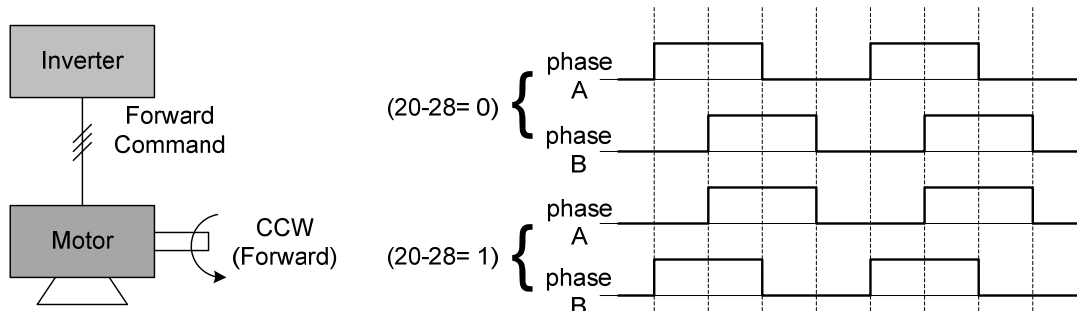 Inverter
Forward
Command
Motor
CCW
(Forward)
(20-28= 0)
phase
A
phase
B
(20-28= 1)
phase
A
phase
B